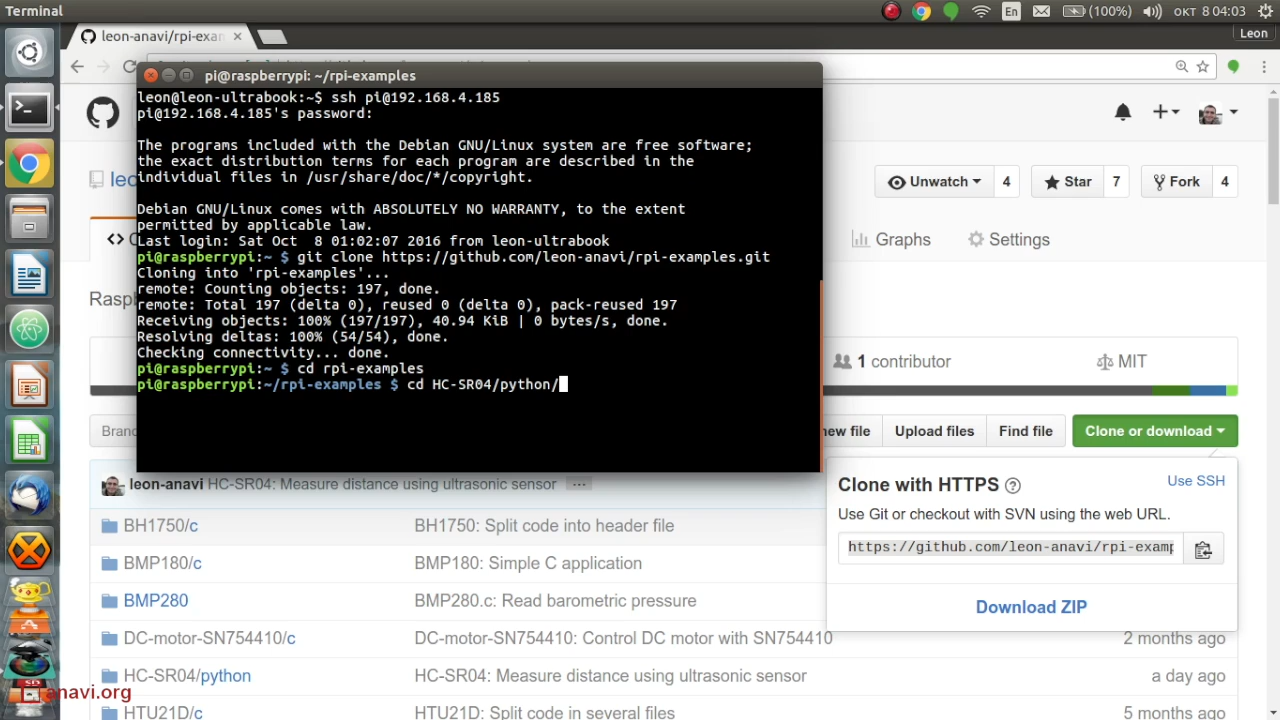 Terminal
En
(100%)
окт 8 04:03
leon-anavi/rpi-exan
Leon
pi@raspberrypi: ~/rpi-examples
leon@leon-ultrabook:~$ ssh pi@192.168.4.185
pi@192.168.4.185's password:
The programs included with the Debian GNU/Linux system are free software;
the exact distribution terms for each program are described in the
individual files in /usr/share/doc/*/copyright.
Debian GNU/Linux comes with ABSOLUTELY NO WARRANTY, to the extent
permitted by applicable law.
Last login: Sat Oct  8 01:02:07 2016 from leon-ultrabook
pi@raspberrypi:~ $ git clone https://github.com/leon-anavi/rpi-examples.git
Cloning into 'rpi-examples'...
remote: Counting objects: 197, done.
remote: Total 197 (delta 0), reused 0 (delta 0), pack-reused 197
Receiving objects: 100% (197/197), 40.94 KiB | 0 bytes/s, done.
Resolving deltas: 100% (54/54), done.
Checking connectivity... done.
pi@raspberrypi:~ $ cd rpi-examples
pi@raspberrypi:~/rpi-examples $ cd HC-SR04/python/
leo
Unwatch 4
Star 7
Fork 4
Graphs
Settings
Rasp
1 contributor
MIT
Branc
new file
Upload files
Find file
Clone or download
leon-anavi HC-SR04: Measure distance using ultrasonic sensor ...
Clone with HTTPS
Use SSH
Use Git or checkout with SVN using the web URL.
https://github.com/leon-anavi/rpi-examp
Download ZIP
BH1750/c BH1750: Split code into header file
BMP180/c BMP180: Simple C application
BMP280 BMP280.c: Read barometric pressure
DC-motor-SN754410/c DC-motor-SN754410: Control DC motor with SN754410 2 months ago
HC-SR04/python HC-SR04: Measure distance using ultrasonic sensor a day ago
HTU21D/c HTU21D: Split code in several files 5 months ago
anavi.org